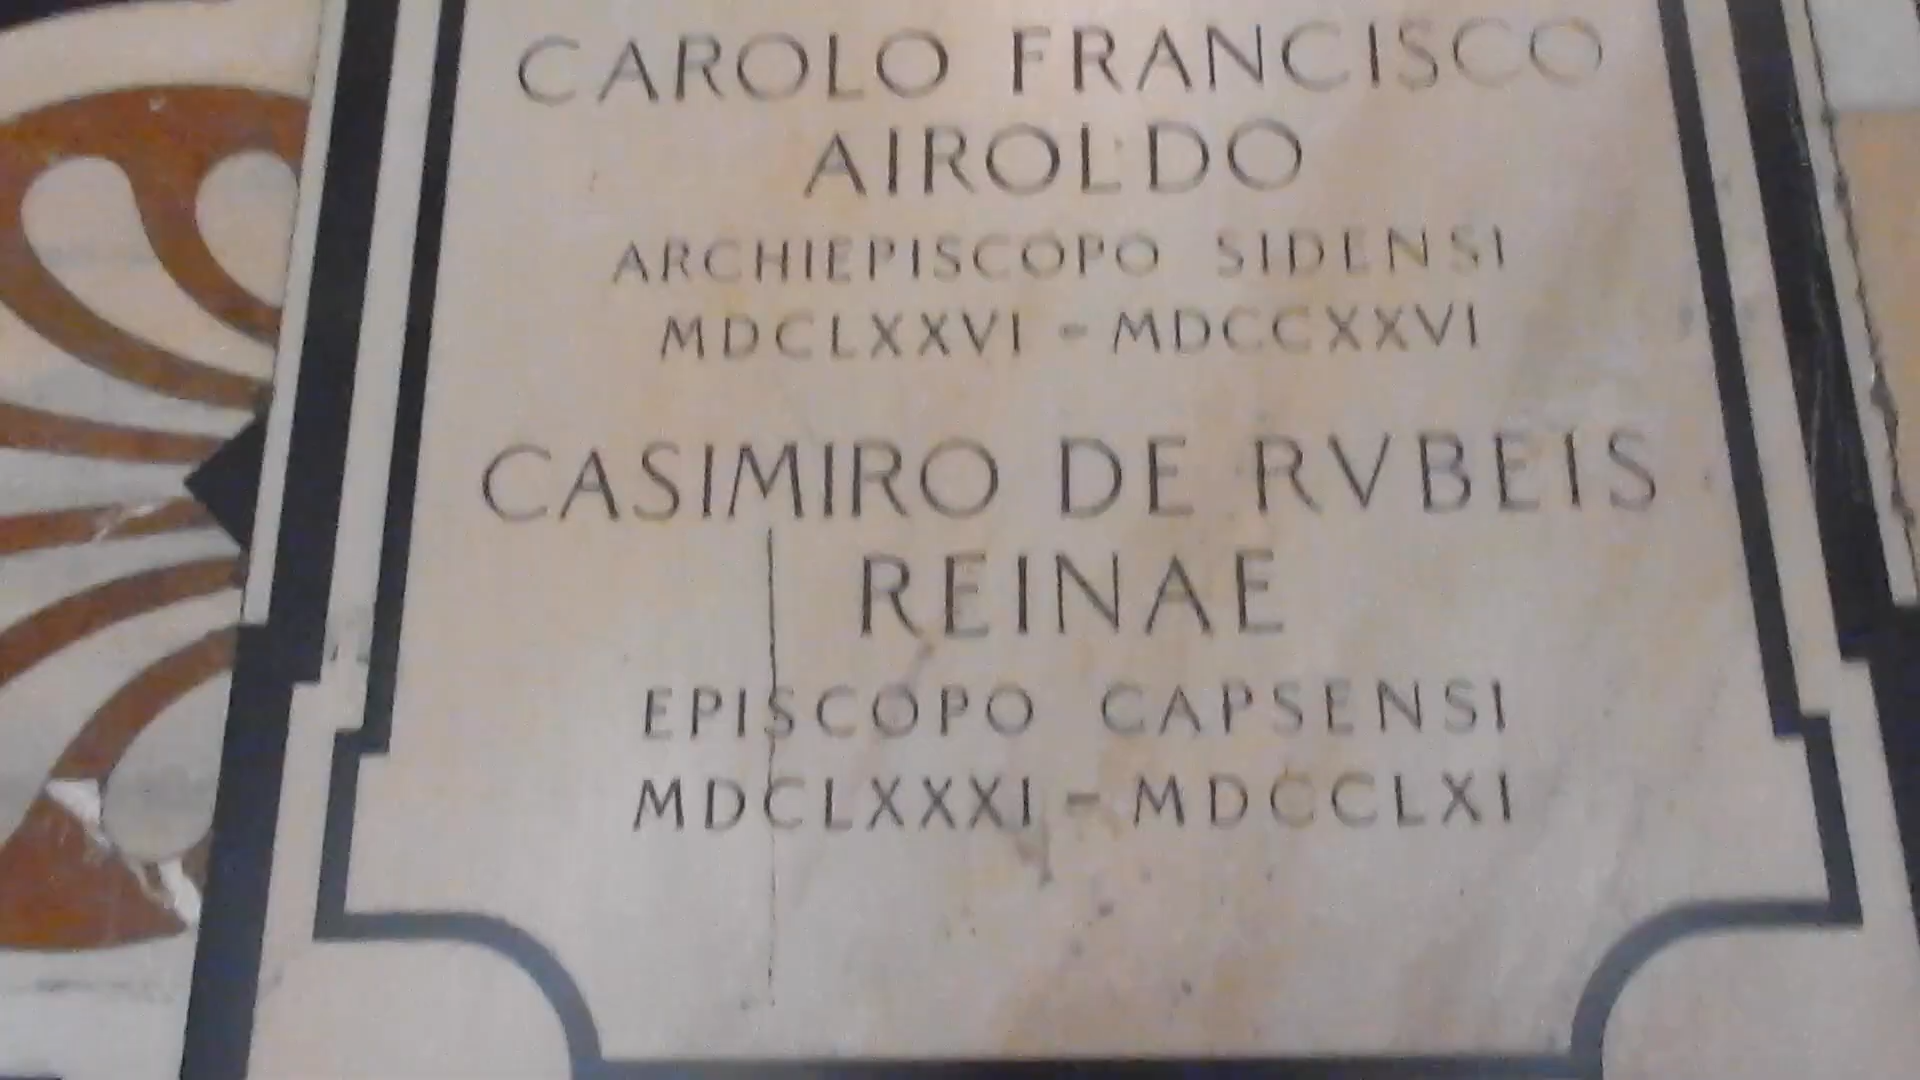 CAROLO FRANCISCO
AIROLDO
ARCHIEPISCOPO SIDENSI
MDCLXXVI - MDCCXXVI
CASIMIRO DE RVBEIS
REINAE
EPISCOPO CAPSENSI
MDCLXXXI - MDCCLXI